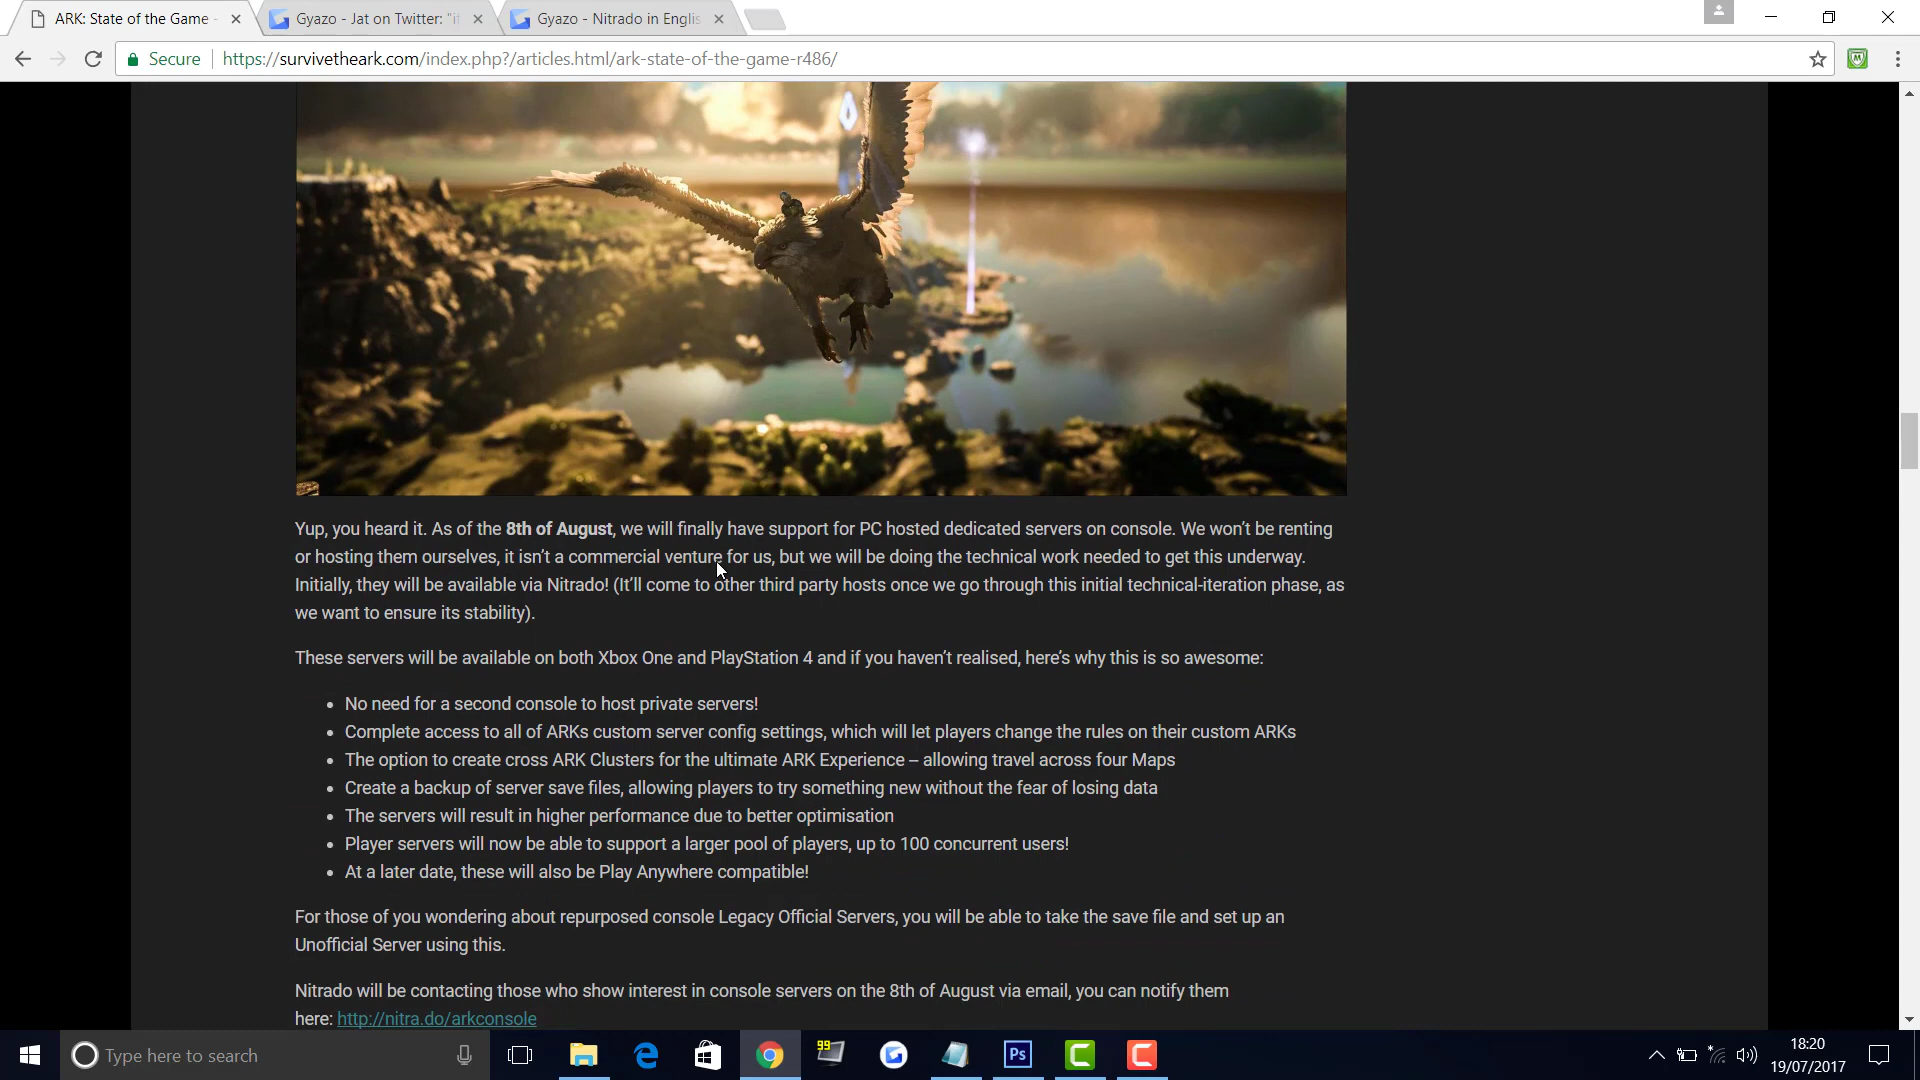 ARK: State of the Game -
Gyazo - Jat on Twitter: "if
Gyazo - Nitrado in Englis
Secure
https://survivetheark.com/index.php?/articles.html/ark-state-of-the-game-r486/
Yup, you heard it. As of the 8th of August, we will finally have support for PC hosted dedicated servers on console. We won't be renting
or hosting them ourselves, it isn't a commercial venture for us, but we will be doing the technical work needed to get this underway.
Initially, they will be available via Nitrado! (It'll come to other third party hosts once we go through this initial technical-iteration phase, as
we want to ensure its stability).
These servers will be available on both Xbox One and PlayStation 4 and if you haven't realised, here's why this is so awesome:
• No need for a second console to host private servers!
• Complete access to all of ARKs custom server config settings, which will let players change the rules on their custom ARKs
• The option to create cross ARK Clusters for the ultimate ARK Experience – allowing travel across four Maps
• Create a backup of server save files, allowing players to try something new without the fear of losing data
• The servers will result in higher performance due to better optimisation
• Player servers will now be able to support a larger pool of players, up to 100 concurrent users!
• At a later date, these will also be Play Anywhere compatible!
For those of you wondering about repurposed console Legacy Official Servers, you will be able to take the save file and set up an
Unofficial Server using this.
Nitrado will be contacting those who show interest in console servers on the 8th of August via email, you can notify them
here: http://nitra.do/arkconsole
Type here to search
99
Ps
18:20
19/07/2017